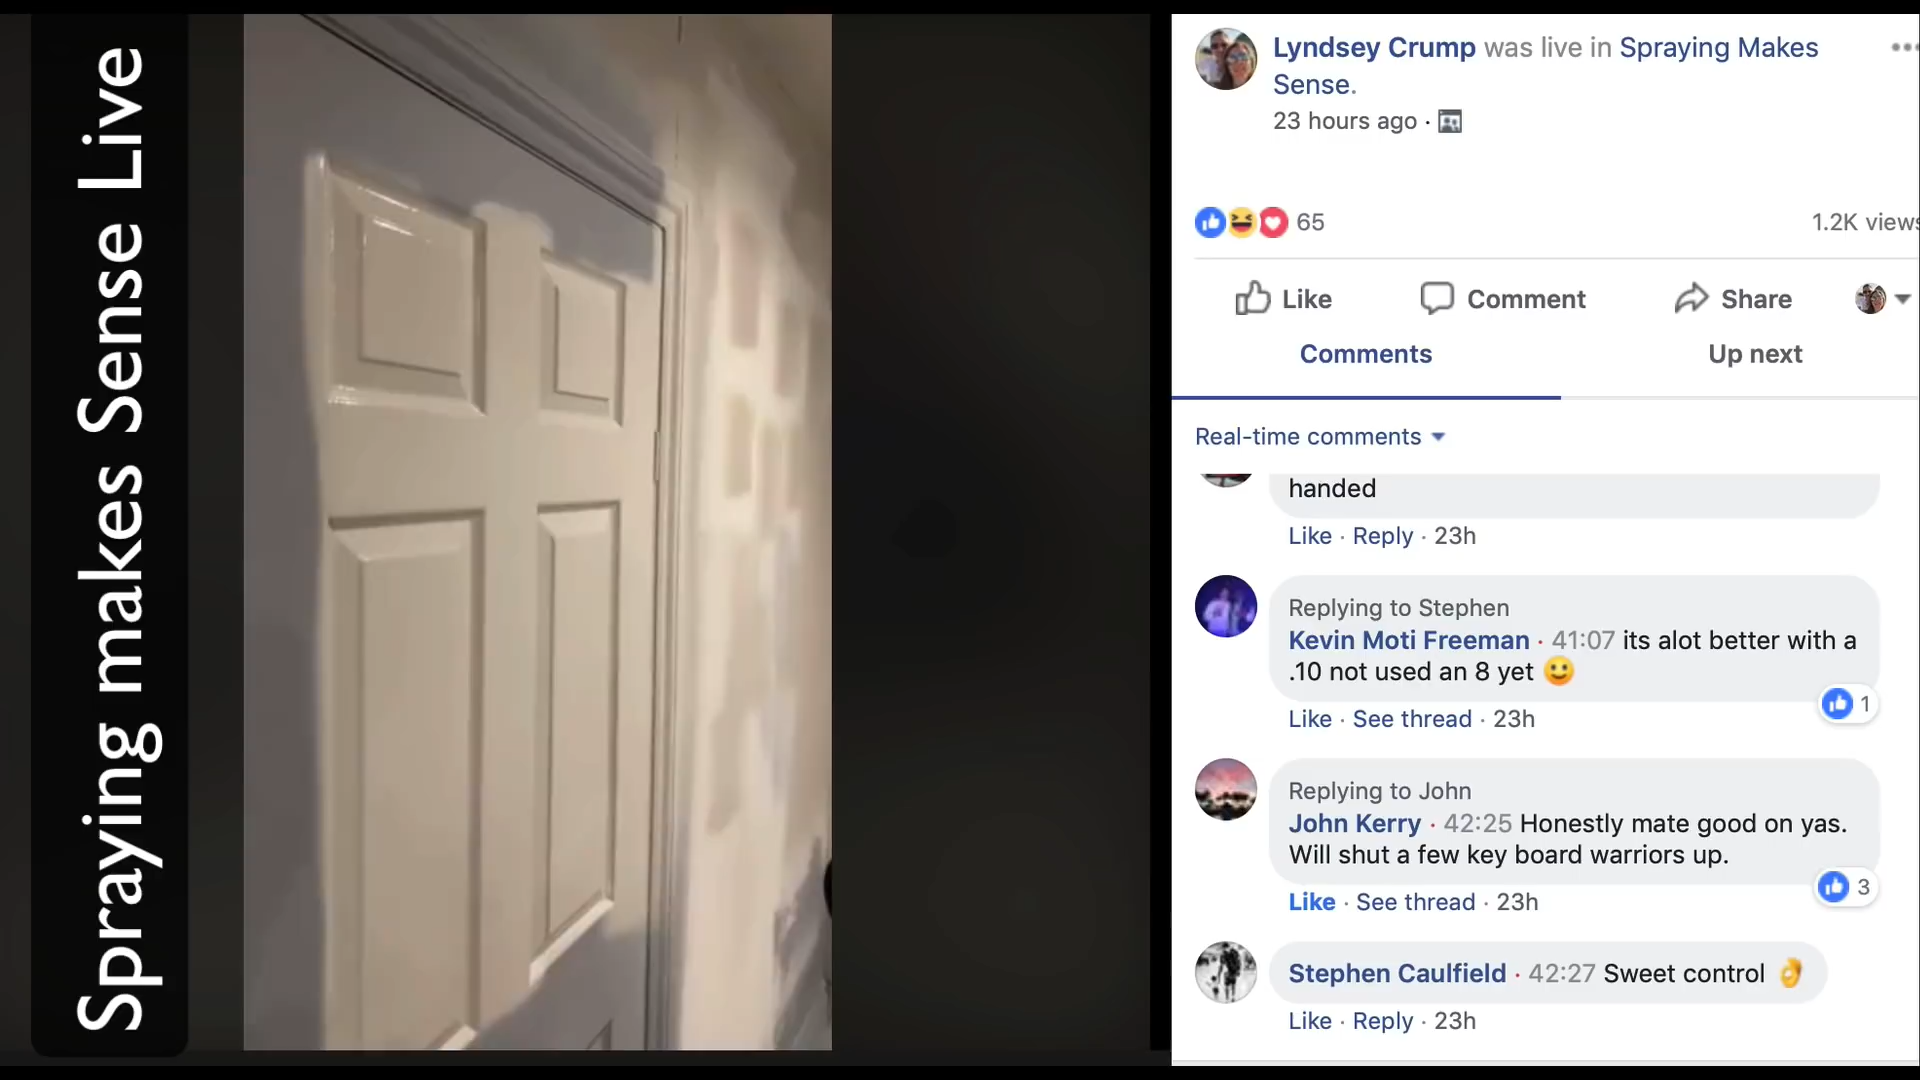 Spraying makes Sense Live
Lyndsey Crump was live in Spraying Makes
Sense.
23 hours ago ·
65
1.2K views
Like
Comment
Share
Comments
Up next
Real-time comments
handed
Like · Reply · 23h
Replying to Stephen
Kevin Moti Freeman · 41:07 its alot better with a
.10 not used an 8 yet 🙂
1
Like · See thread · 23h
Replying to John
John Kerry · 42:25 Honestly mate good on yas.
Will shut a few key board warriors up.
3
Like · See thread · 23h
Stephen Caulfield · 42:27 Sweet control 👌
Like · Reply · 23h